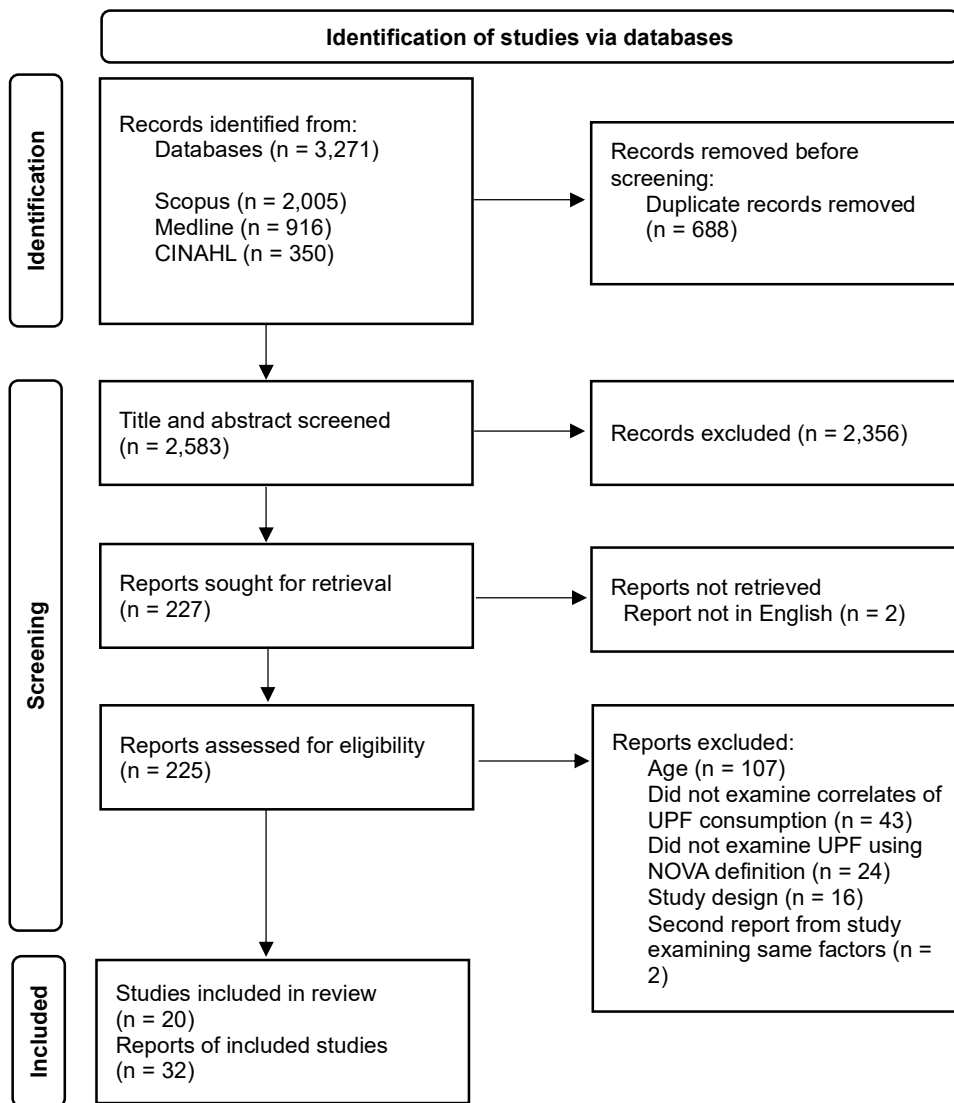 Identification of studies via databases
Identification
Records identified from:
Databases (n = 3,271)
Scopus (n = 2,005)
Medline (n = 916)
CINAHL (n = 350)
Records removed before
screening:
Duplicate records removed
(n = 688)
Screening
Title and abstract screened
(n = 2,583)
Records excluded (n = 2,356)
Reports sought for retrieval
(n = 227)
Reports not retrieved
Report not in English (n = 2)
Reports assessed for eligibility
(n = 225)
Reports excluded:
Age (n = 107)
Did not examine correlates of
UPF consumption (n = 43)
Did not examine UPF using
NOVA definition (n = 24)
Study design (n = 16)
Second report from study
examining same factors (n =
2)
Included
Studies included in review
(n = 20)
Reports of included studies
(n = 32)